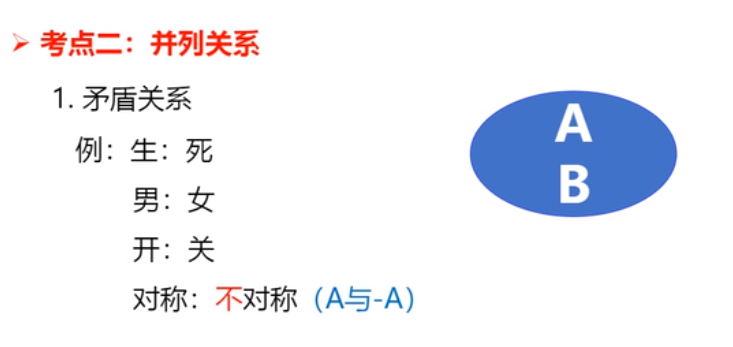 ➢ 考点二：并列关系
1. 矛盾关系
例：生：死
男：女
开：关
对称：不对称（A与-A）
A
B